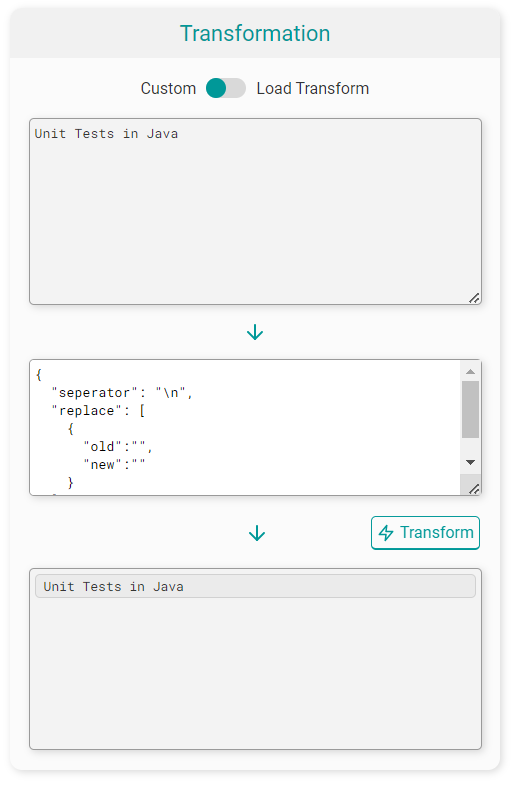 Transformation
Custom Load Transform
Unit Tests in Java
{
"seperator": "\n",
"replace": [
{
"old":"",
"new":""
}
Transform
Unit Tests in Java